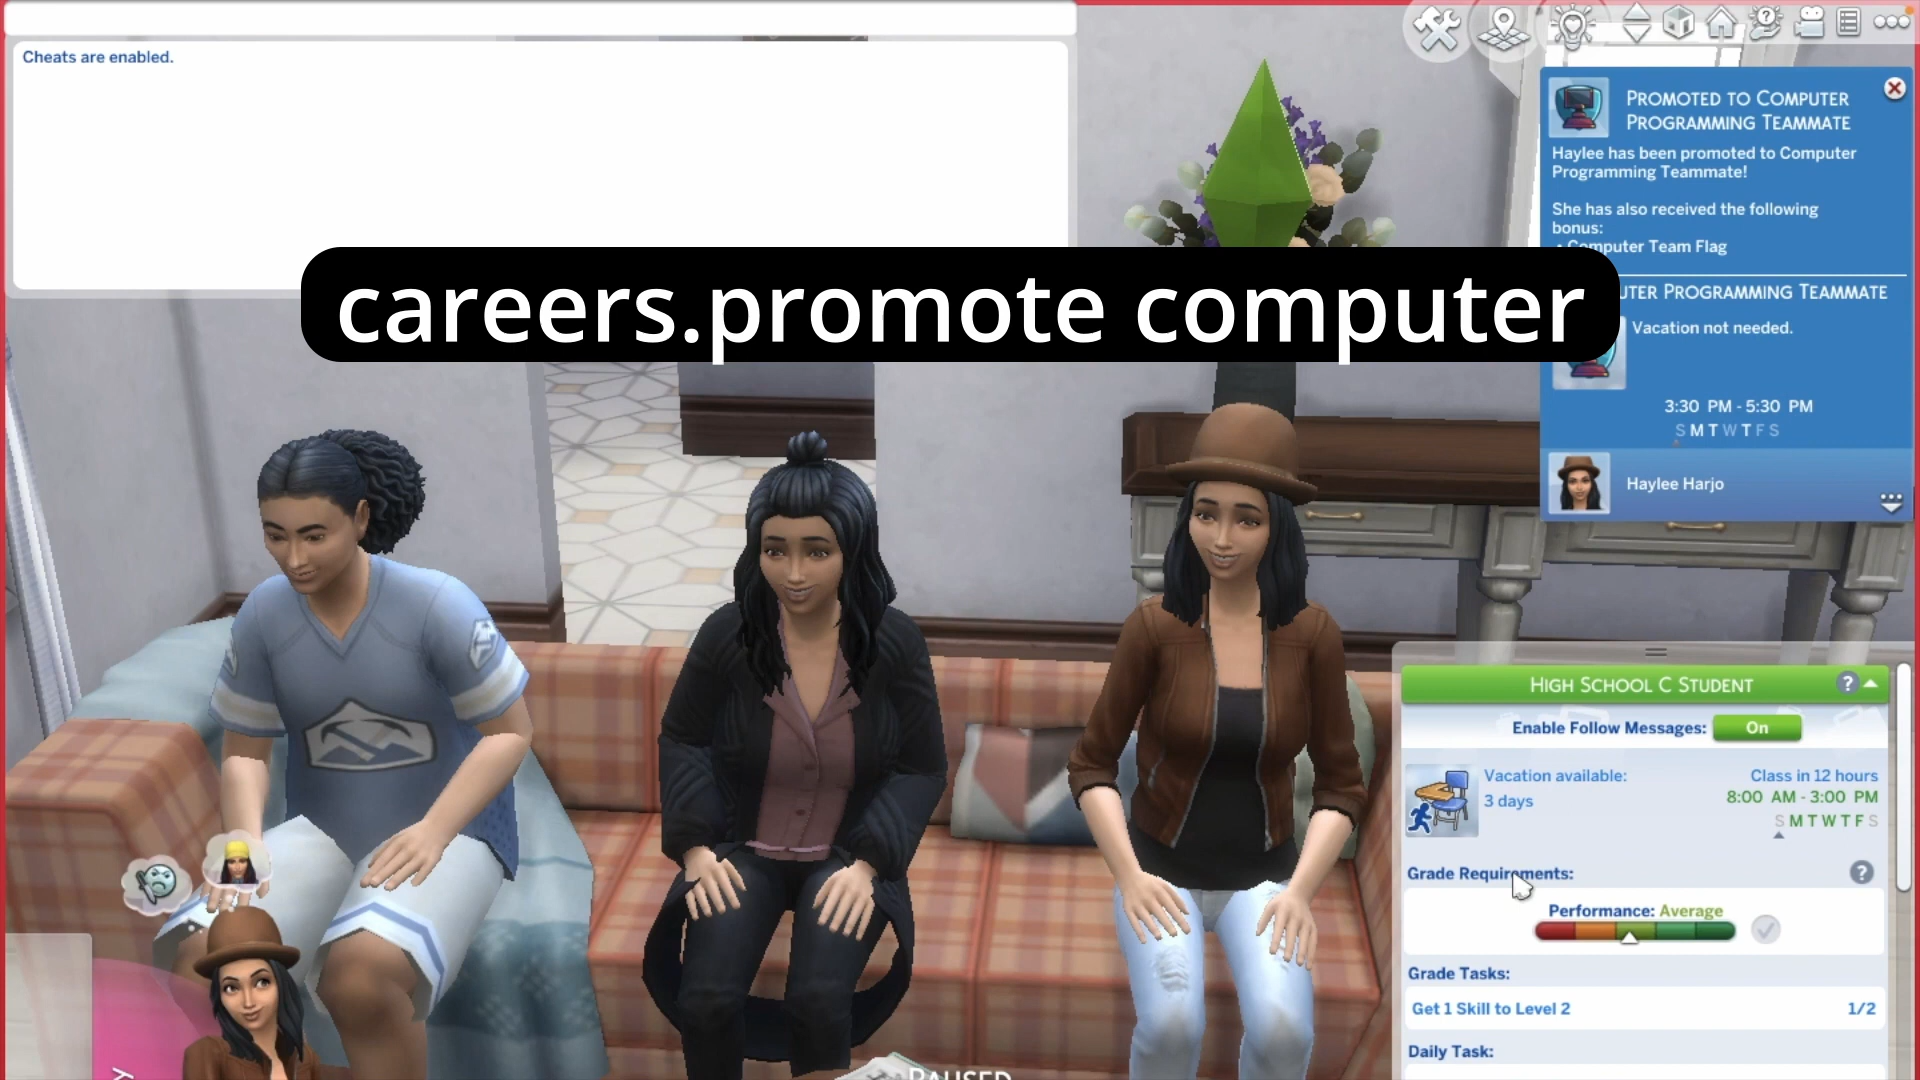 Cheats are enabled.
careers.promote computer
PROMOTED TO COMPUTER
PROGRAMMING TEAMMATE
Haylee has been promoted to Computer
Programming Teammate!
She has also received the following
bonus:
• Computer Team Flag
UTER PROGRAMMING TEAMMATE
Vacation not needed.
3:30 PM - 5:30 PM
S M T W T F S
Haylee Harjo
HIGH SCHOOL C STUDENT
?
Enable Follow Messages: On
Vacation available:
3 days
Class in 12 hours
8:00 AM - 3:00 PM
S M T W T F S
Grade Requirements:
?
Performance: Average
Grade Tasks:
Get 1 Skill to Level 2 1/2
Daily Task:
PAUSED